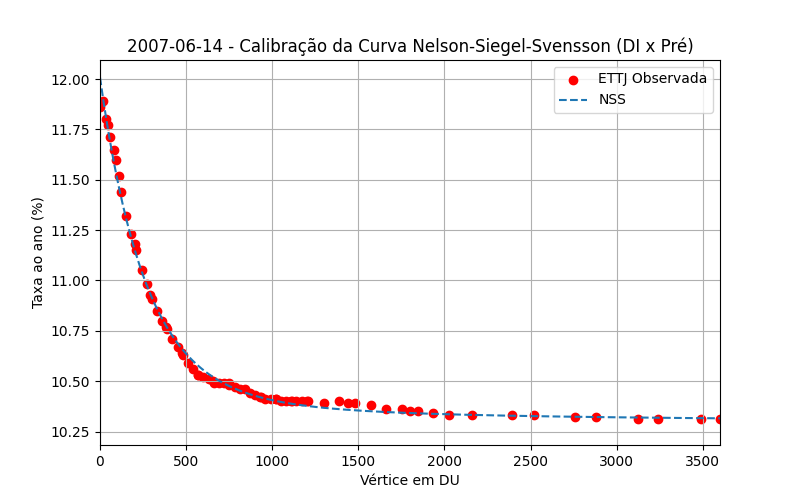 2007-06-14 - Calibração da Curva Nelson-Siegel-Svensson (DI x Pré)
ETTJ Observada
NSS
Taxa ao ano (%)
12.00
11.75
11.50
11.25
11.00
10.75
10.50
10.25
0 500 1000 1500 2000 2500 3000 3500
Vértice em DU